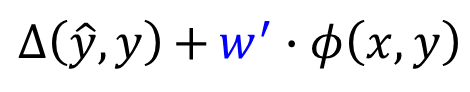 Δ(ŷ, y) + w′ · ϕ(x, y)